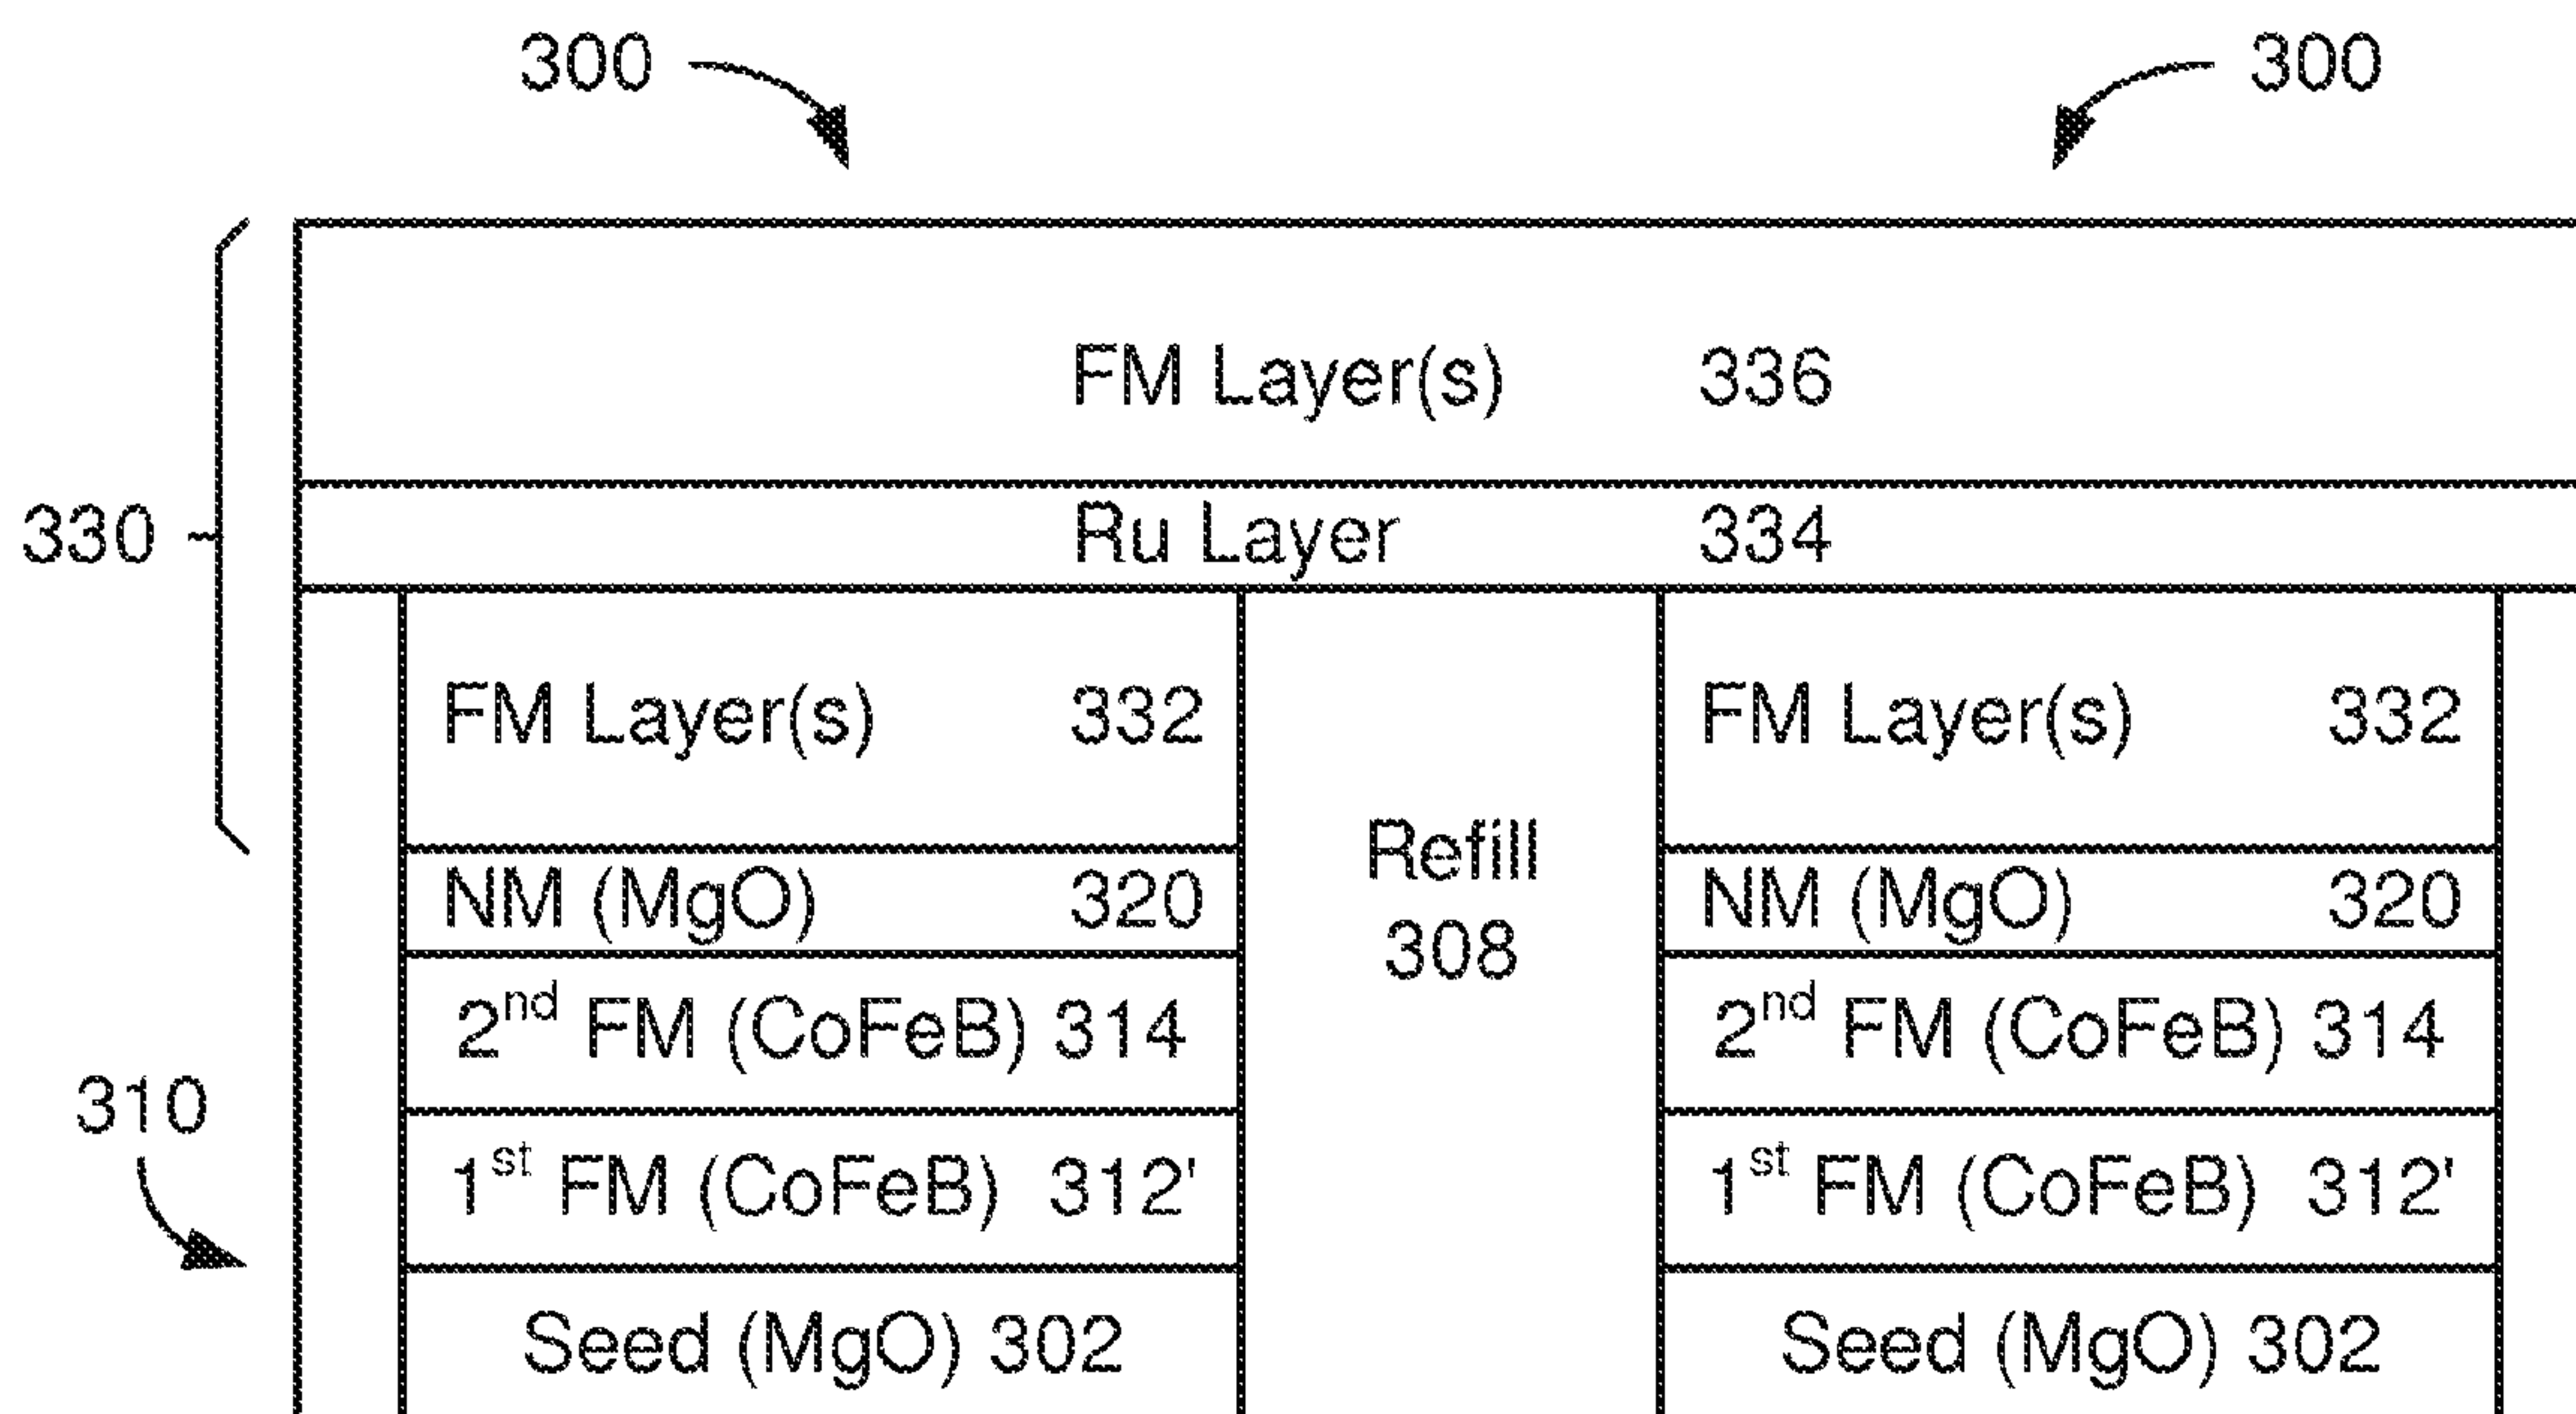 300 300
FM Layer(s) 336
330
Ru Layer 334
FM Layer(s) 332
FM Layer(s) 332
Refill
308
NM (MgO) 320
NM (MgO) 320
2nd FM (CoFeB) 314
2nd FM (CoFeB) 314
310
1st FM (CoFeB) 312'
1st FM (CoFeB) 312'
Seed (MgO) 302
Seed (MgO) 302